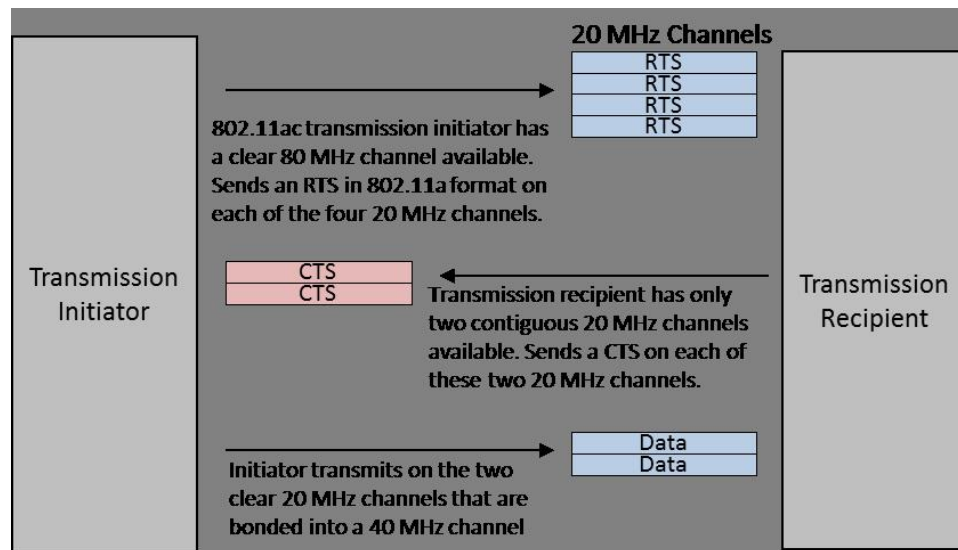 20 MHz Channels
RTS
RTS
RTS
RTS
802.11ac transmission initiator has
a clear 80 MHz channel available.
Sends an RTS in 802.11a format on
each of the four 20 MHz channels.
Transmission
Initiator
CTS
CTS
Transmission recipient has only
two contiguous 20 MHz channels
available. Sends a CTS on each of
these two 20 MHz channels.
Transmission
Recipient
Data
Data
Initiator transmits on the two
clear 20 MHz channels that are
bonded into a 40 MHz channel